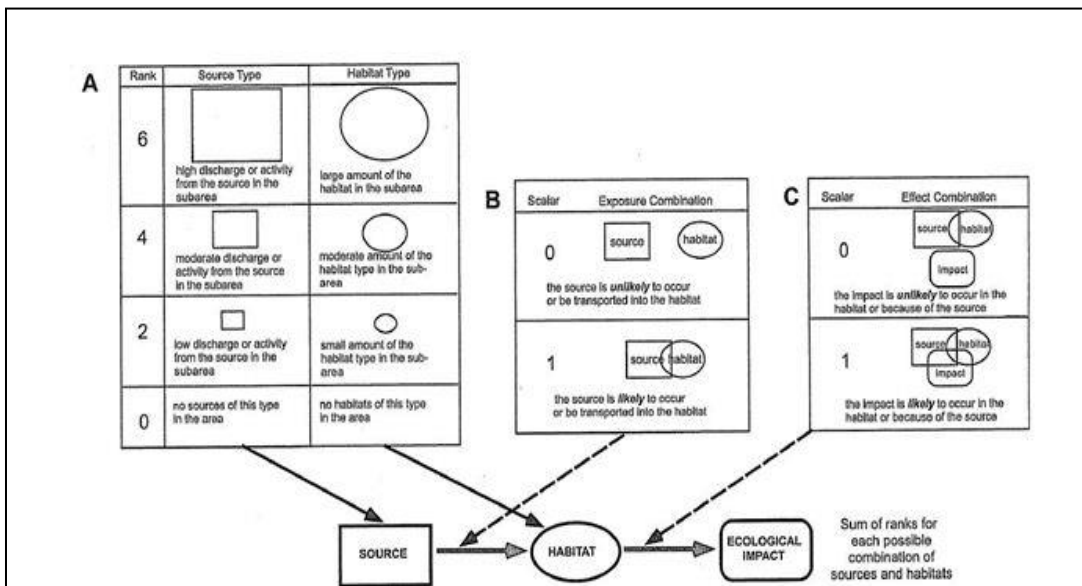 A
Rank Source Type Habitat Type
6
high discharge or activity
from the source in the
subarea
large amount of the
habitat in the subarea
4
moderate discharge or
activity from the source
in the subarea
moderate amount of the
habitat type in the sub-
area
2
low discharge or activity
from the source in the
subarea
small amount of the
habitat type in the sub-
area
0
no sources of this type
in the area
no habitats of this type
in the area
B
Scalar Exposure Combination
0
source
habitat
the source is unlikely to occur
or be transported into the habitat
1
source habitat
the source is likely to occur
or be transported into the habitat
C
Scalar Effect Combination
0
source habitat
impact
the impact is unlikely to occur in the
habitat or because of the source
1
source habitat
impact
the impact is likely to occur in the
habitat or because of the source
SOURCE
HABITAT
ECOLOGICAL
IMPACT
Sum of ranks for
each possible
combination of
sources and habitats